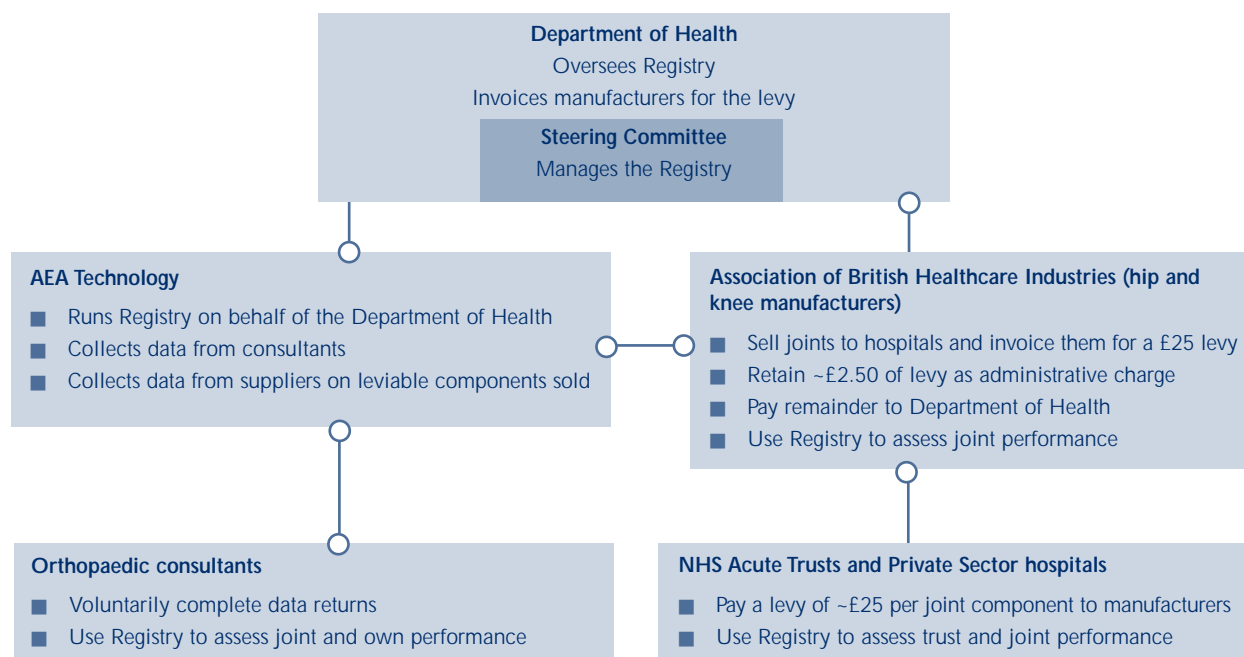 Department of Health
Oversees Registry
Invoices manufacturers for the levy
Steering Committee
Manages the Registry
AEA Technology
■ Runs Registry on behalf of the Department of Health
■ Collects data from consultants
■ Collects data from suppliers on leviable components sold
Association of British Healthcare Industries (hip and
knee manufacturers)
■ Sell joints to hospitals and invoice them for a £25 levy
■ Retain ~£2.50 of levy as administrative charge
■ Pay remainder to Department of Health
■ Use Registry to assess joint performance
Orthopaedic consultants
■ Voluntarily complete data returns
■ Use Registry to assess joint and own performance
NHS Acute Trusts and Private Sector hospitals
■ Pay a levy of ~£25 per joint component to manufacturers
■ Use Registry to assess trust and joint performance